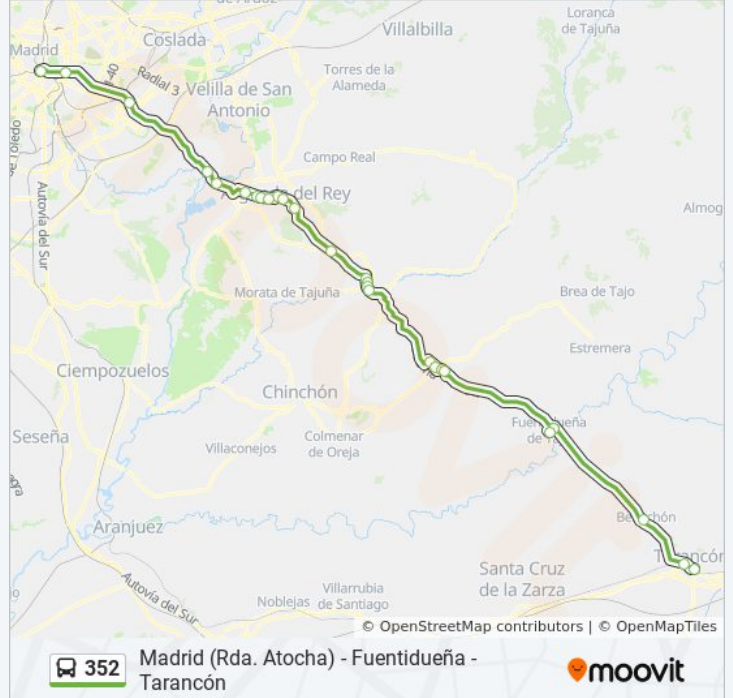 de Ardoz
Loranca
de Tajuña
Villalbilla
Coslada
Madrid
Radial 3
Torres de la
Alameda
Velilla de San
Antonio
Campo Real
del Rey
Almog
Autovía del Sur
Morata de Tajuña
Brea de Tajo
Estremera
Ciempozuelos
Chinchón
Colmenar
de Oreja
Seseña
Villaconejos
Aranjuez
Santa Cruz
de la Zarza
Autovía del Sur
Villarrubia
de Santiago
Noblejas
© OpenStreetMap contributors | © OpenMapTiles
352
Madrid (Rda. Atocha) - Fuentidueña -
Tarancón
moovit